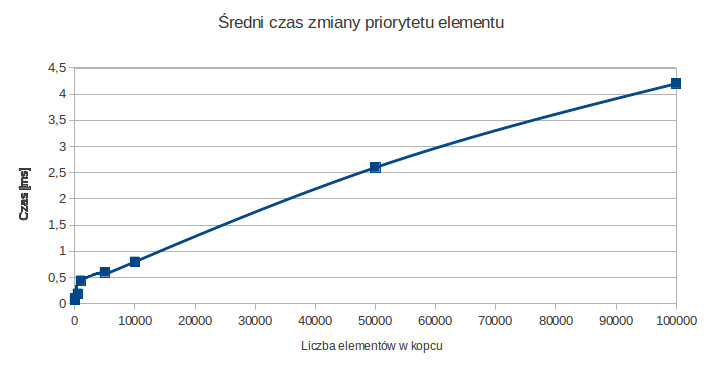 Średni czas zmiany priorytetu elementu
4,5
4
3,5
3
2,5
2
1,5
1
0,5
0
Czas [ms]
0 10000 20000 30000 40000 50000 60000 70000 80000 90000 100000
Liczba elementów w kopcu